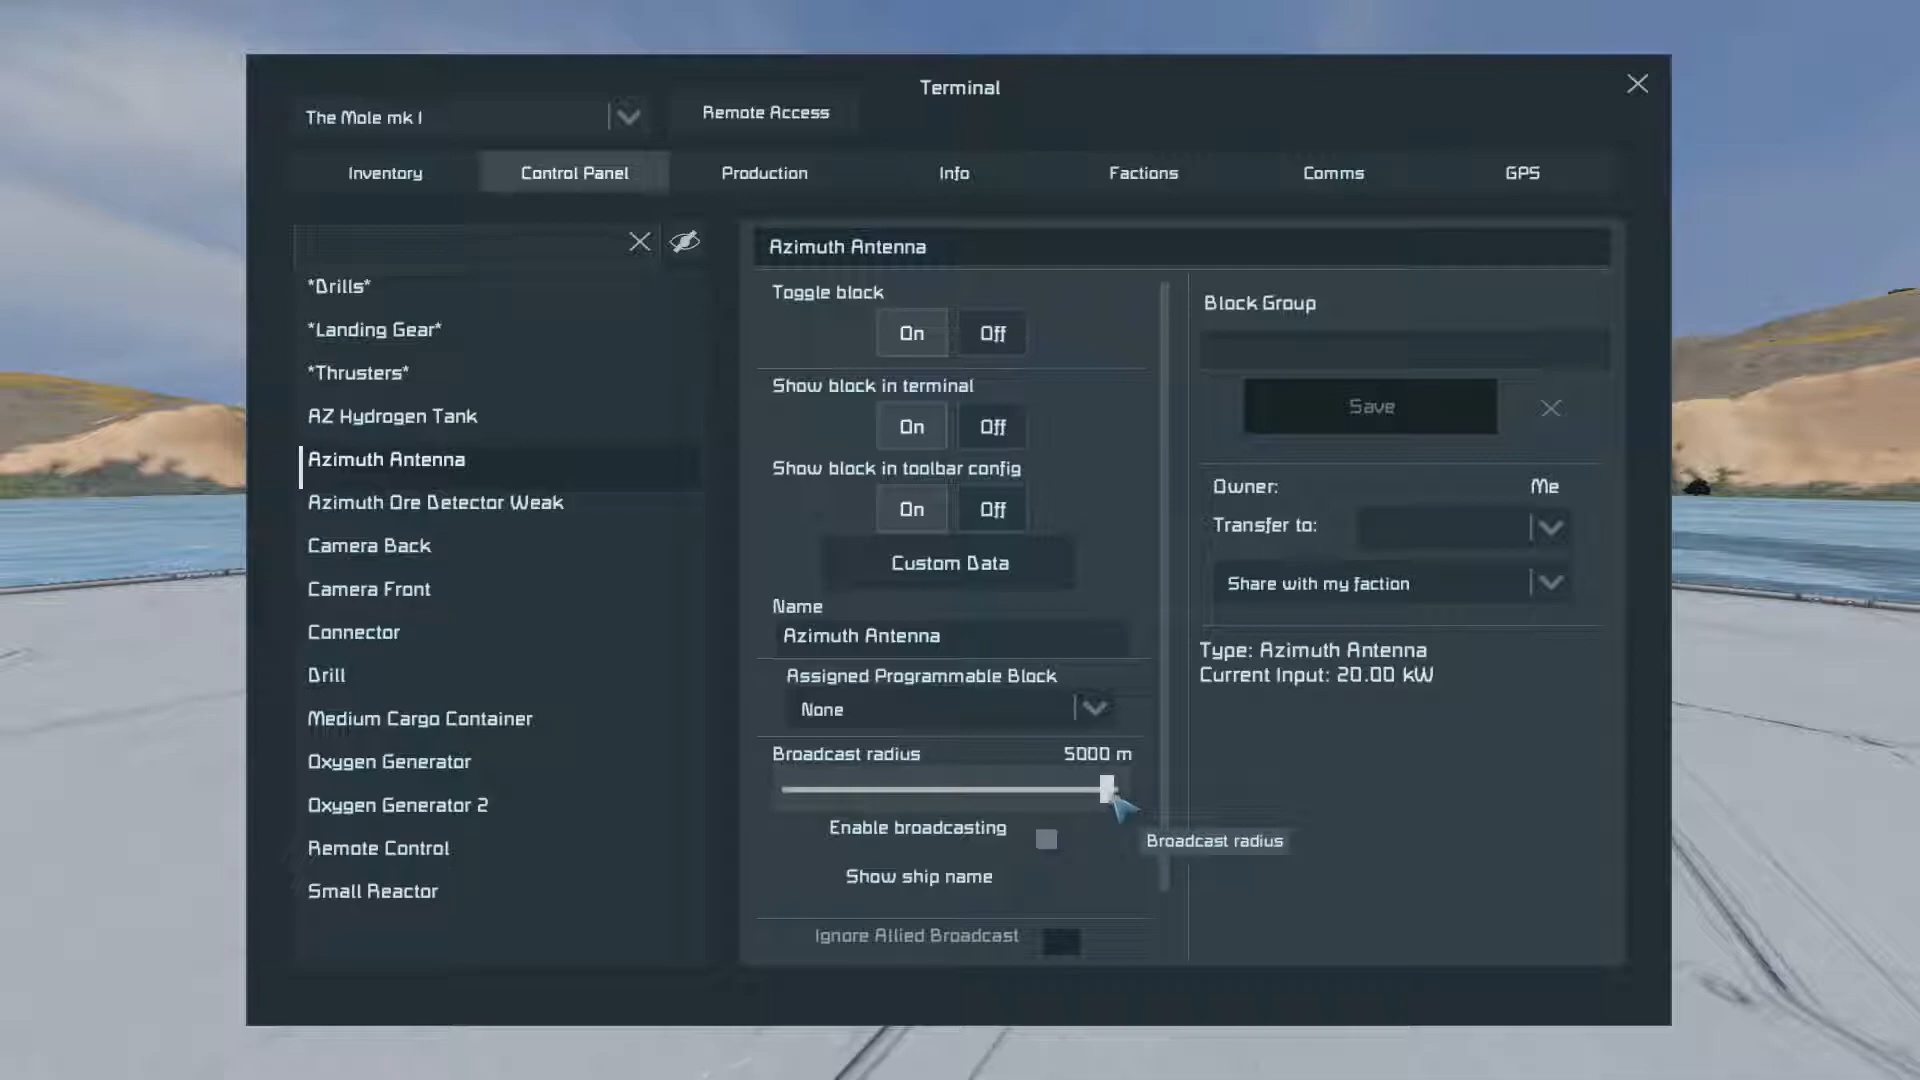 Terminal
The Mole mk I
Remote Access
Inventory
Control Panel
Production
Info
Factions
Comms
GPS
*Drills*
*Landing Gear*
*Thrusters*
AZ Hydrogen Tank
Azimuth Antenna
Azimuth Ore Detector Weak
Camera Back
Camera Front
Connector
Drill
Medium Cargo Container
Oxygen Generator
Oxygen Generator 2
Remote Control
Small Reactor
Azimuth Antenna
Toggle block
On Off
Show block in terminal
On Off
Show block in toolbar config
On Off
Custom Data
Name
Azimuth Antenna
Assigned Programmable Block
None
Broadcast radius 5000 m
Enable broadcasting
Broadcast radius
Show ship name
Ignore Allied Broadcast
Block Group
Save
Owner: Me
Transfer to:
Share with my faction
Type: Azimuth Antenna
Current Input: 20.00 kW